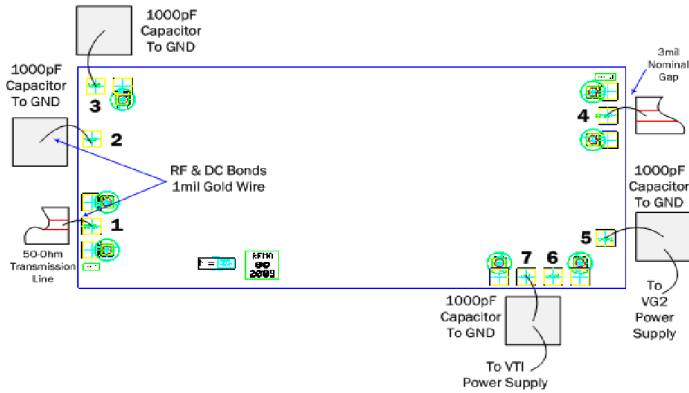 1000pF
Capacitor
To GND
1000pF
Capacitor
To GND
3
2
RF & DC Bonds
1mil Gold Wire
1
50-Ohm
Transmission
Line
3mil
Nominal
Gap
4
1000pF
Capacitor
To GND
5
7 6
To
VG2
Power
Supply
1000pF
Capacitor
To GND
To VTI
Power Supply
RFMD
2009